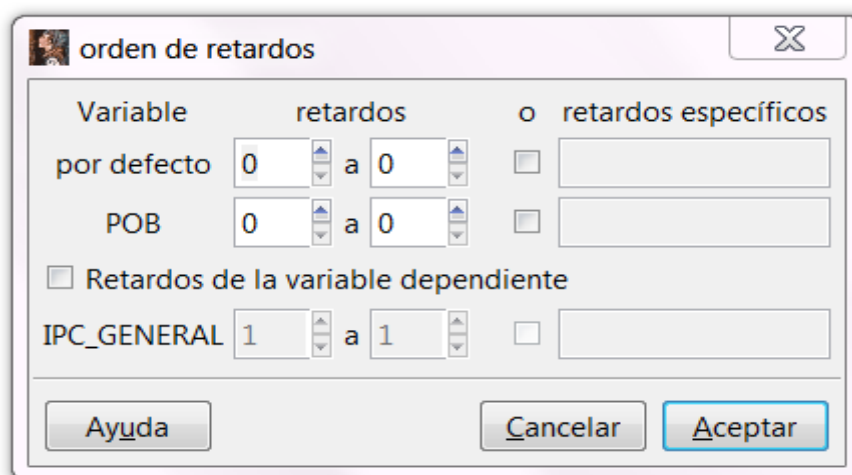 orden de retardos
Variable retardos o retardos específicos
por defecto 0 a 0
POB 0 a 0
Retardos de la variable dependiente
IPC_GENERAL 1 a 1
Ayuda Cancelar Aceptar